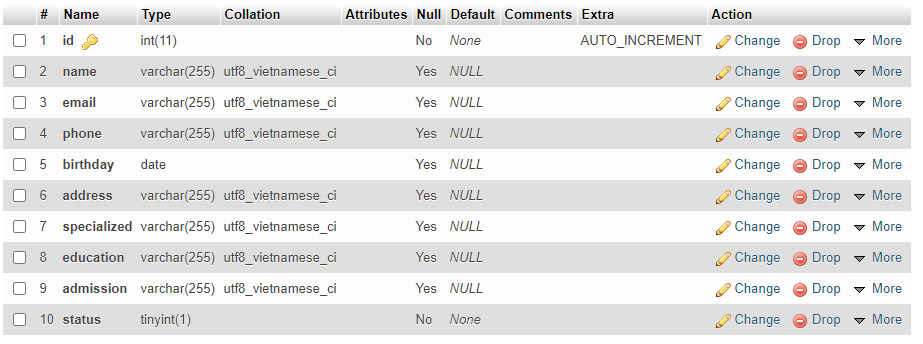 # Name Type Collation Attributes Null Default Comments Extra Action
1 id int(11) No None AUTO_INCREMENT Change Drop More
2 name varchar(255) utf8_vietnamese_ci Yes NULL Change Drop More
3 email varchar(255) utf8_vietnamese_ci Yes NULL Change Drop More
4 phone varchar(255) utf8_vietnamese_ci Yes NULL Change Drop More
5 birthday date Yes NULL Change Drop More
6 address varchar(255) utf8_vietnamese_ci Yes NULL Change Drop More
7 specialized varchar(255) utf8_vietnamese_ci Yes NULL Change Drop More
8 education varchar(255) utf8_vietnamese_ci Yes NULL Change Drop More
9 admission varchar(255) utf8_vietnamese_ci Yes NULL Change Drop More
10 status tinyint(1) No None Change Drop More